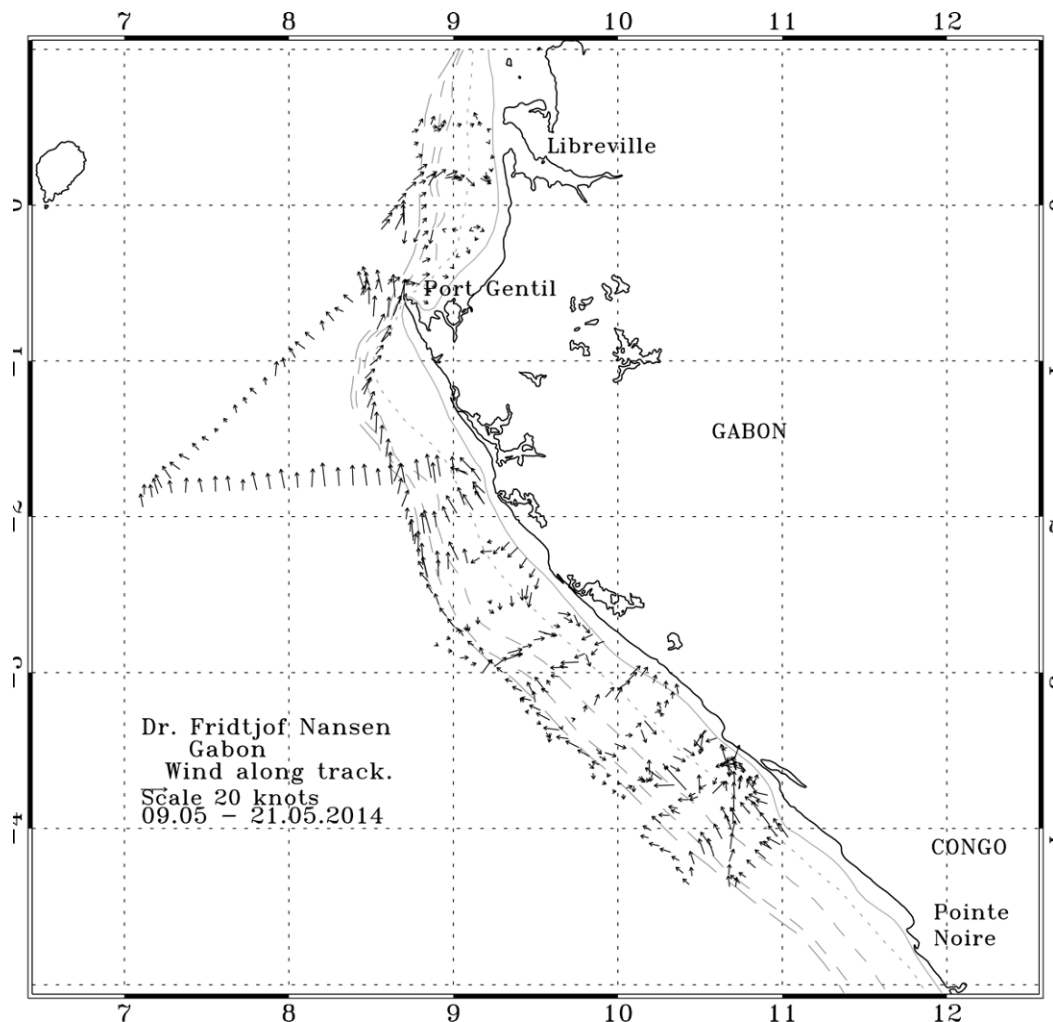 7 8 9 10 11 12
Libreville
0
Port Gentil
-1
GABON
-2
-3
Dr. Fridtjof Nansen
Gabon
Wind along track.
Scale 20 knots
09.05 – 21.05.2014
-4
CONGO
Pointe
Noire
7 8 9 10 11 12